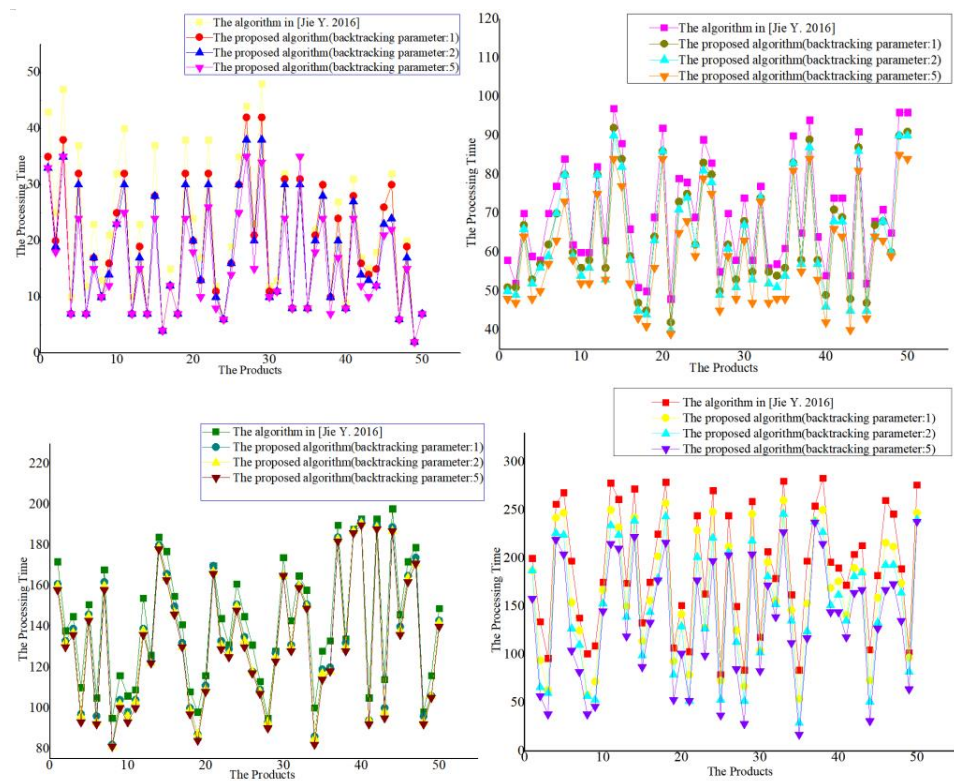 The algorithm in [Jie Y. 2016]
The proposed algorithm(backtracking parameter:1)
The proposed algorithm(backtracking parameter:2)
The proposed algorithm(backtracking parameter:5)
The Processing Time
50
40
30
20
10
0
0
10
20
30
40
50
The Products
The algorithm in [Jie Y. 2016]
The proposed algorithm(backtracking parameter:1)
The proposed algorithm(backtracking parameter:2)
The proposed algorithm(backtracking parameter:5)
The Processing Time
120
110
100
90
80
70
60
50
40
0
10
20
30
40
50
The Products
The algorithm in [Jie Y. 2016]
The proposed algorithm(backtracking parameter:1)
The proposed algorithm(backtracking parameter:2)
The proposed algorithm(backtracking parameter:5)
The Processing Time
220
200
180
160
140
120
100
80
0
10
20
30
40
50
The Products
The algorithm in [Jie Y. 2016]
The proposed algorithm(backtracking parameter:1)
The proposed algorithm(backtracking parameter:2)
The proposed algorithm(backtracking parameter:5)
The Processing Time
300
250
200
150
100
50
0
0
10
20
30
40
50
The Products